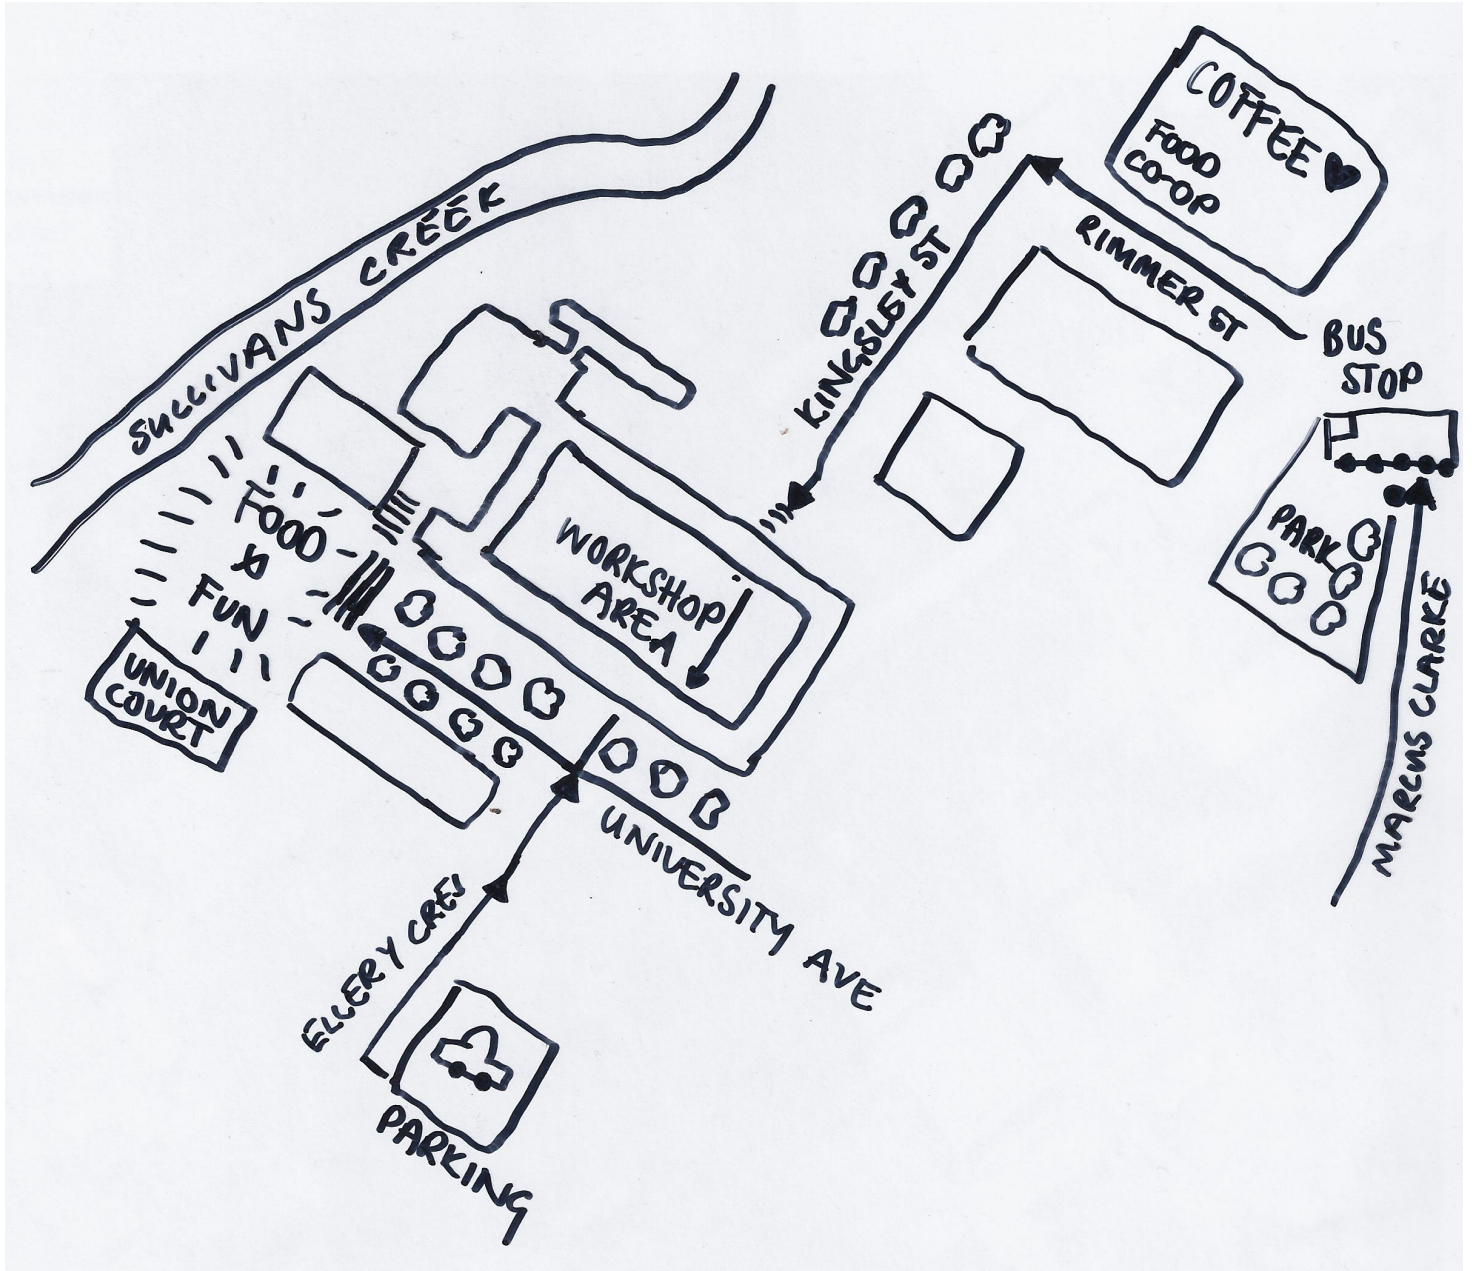 COFFEE ♥
FOOD
CO-OP
RIMMER ST
KINGSLEY ST
BUS
STOP
PARK
MARCUS CLARKE
SULLIVANS CREEK
FOOD
&
FUN
WORKSHOP
AREA
UNION
COURT
UNIVERSITY AVE
ELLERY CRES
PARKING